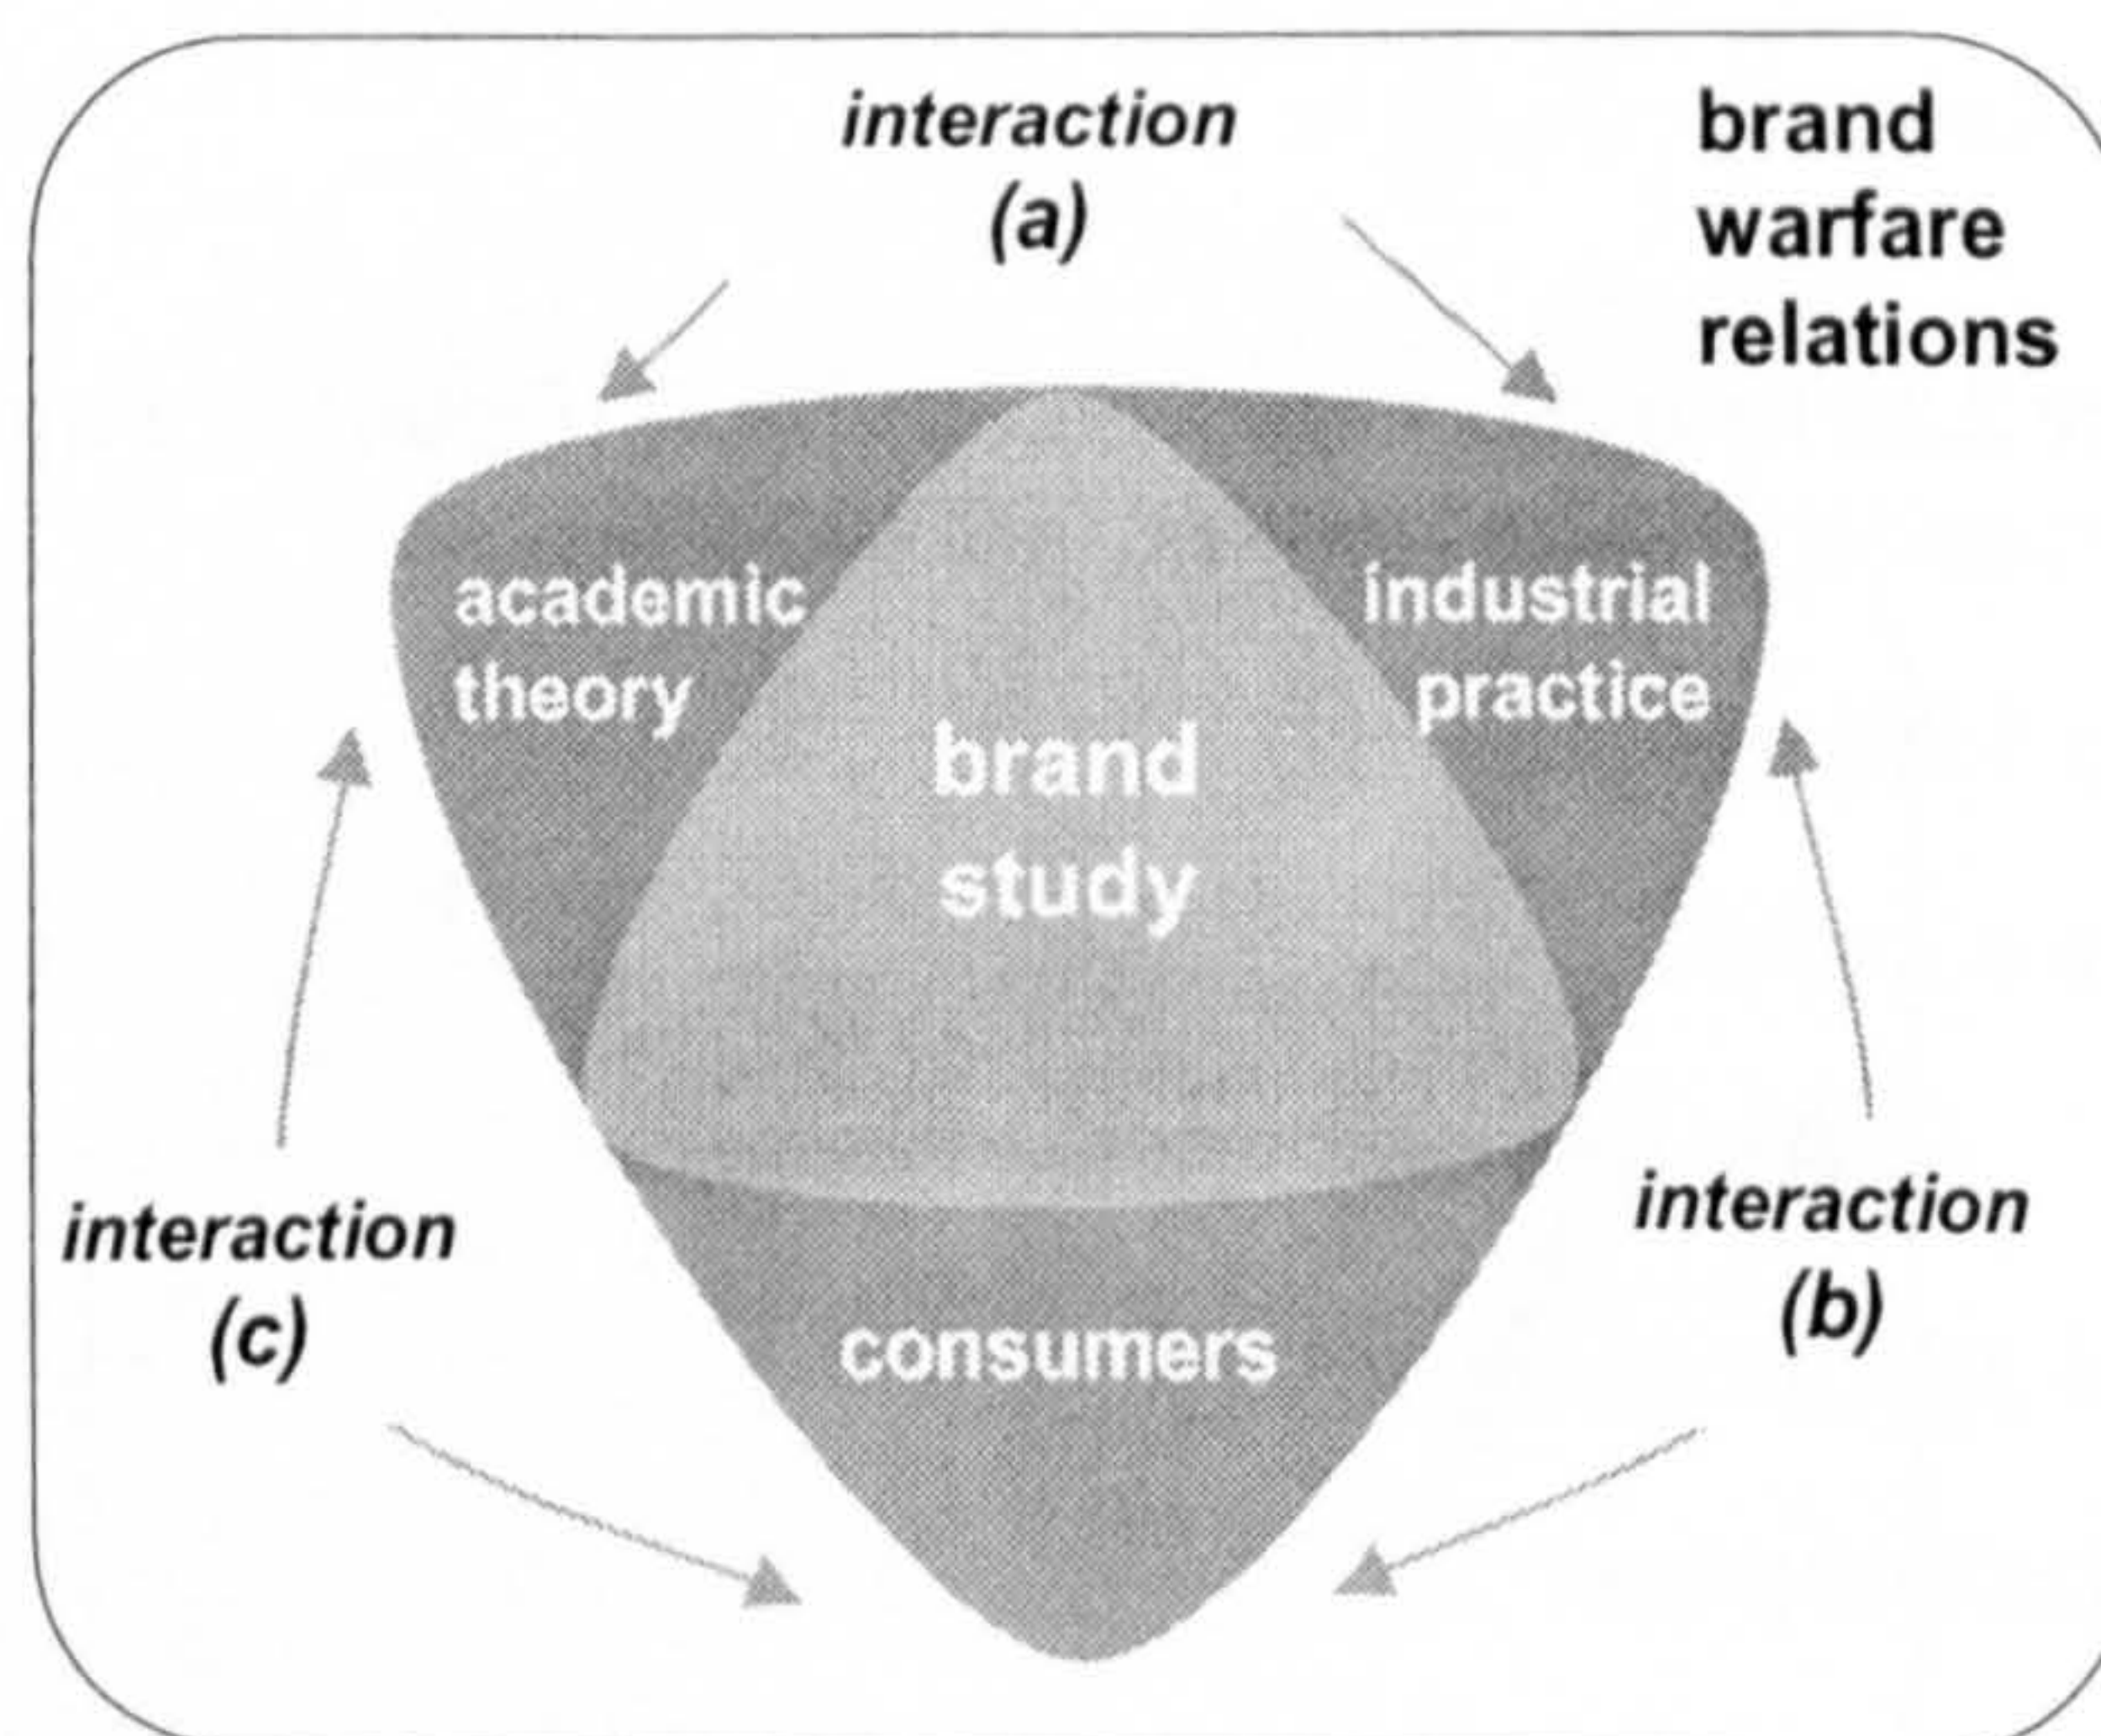 interaction
(a)
brand
warfare
relations
academic
theory
industrial
practice
brand
study
interaction
(c)
interaction
(b)
consumers